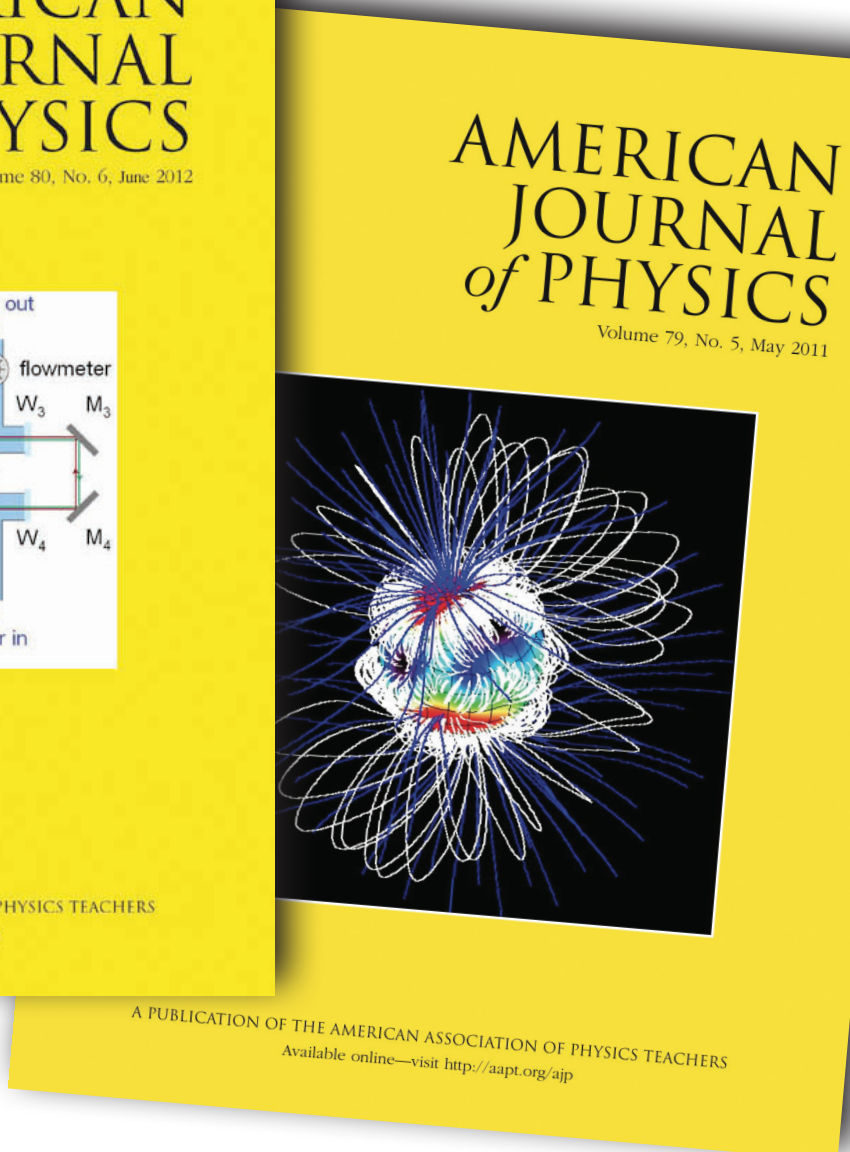 RNAL
YSICS
me 80, No. 6, June 2012
out
flowmeter
W3
M3
W4
M4
r in
PHYSICS TEACHERS
AMERICAN
JOURNAL
of PHYSICS
Volume 79, No. 5, May 2011
A PUBLICATION OF THE AMERICAN ASSOCIATION OF PHYSICS TEACHERS
Available online—visit http://aapt.org/ajp